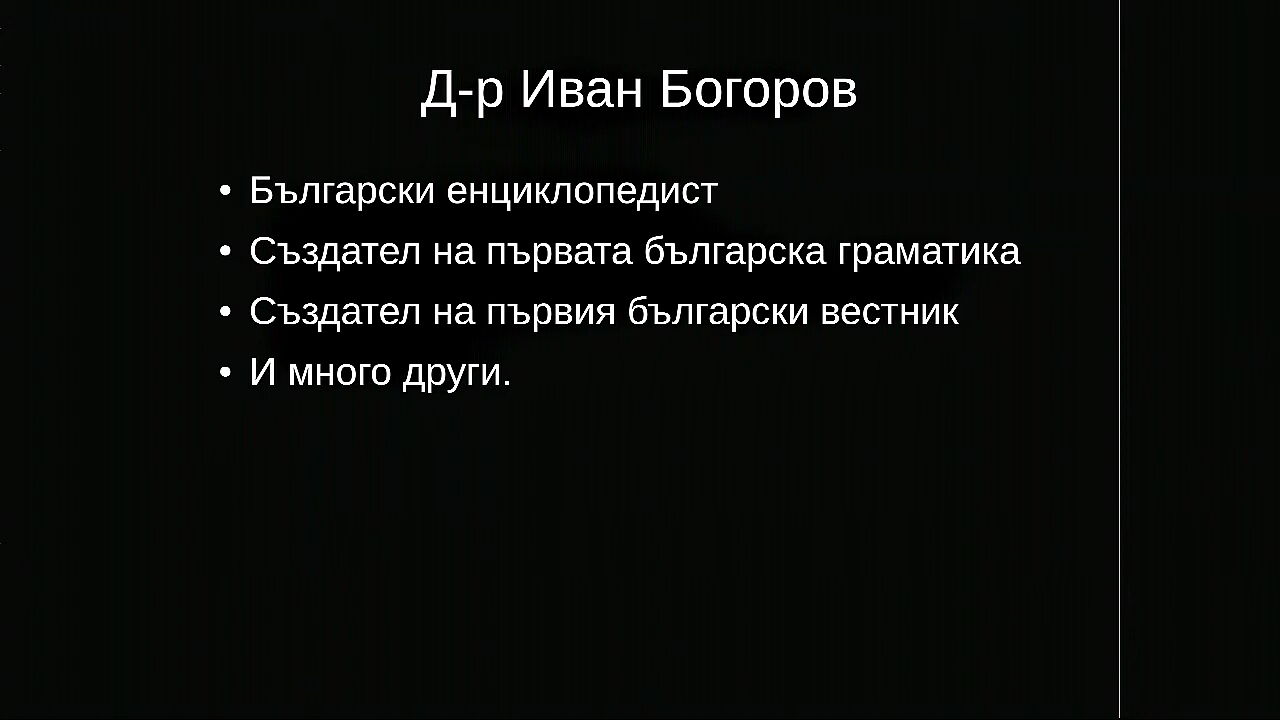 Д-р Иван Богоров
• Български енциклопедист
• Създател на първата българска граматика
• Създател на първия български вестник
• И много други.